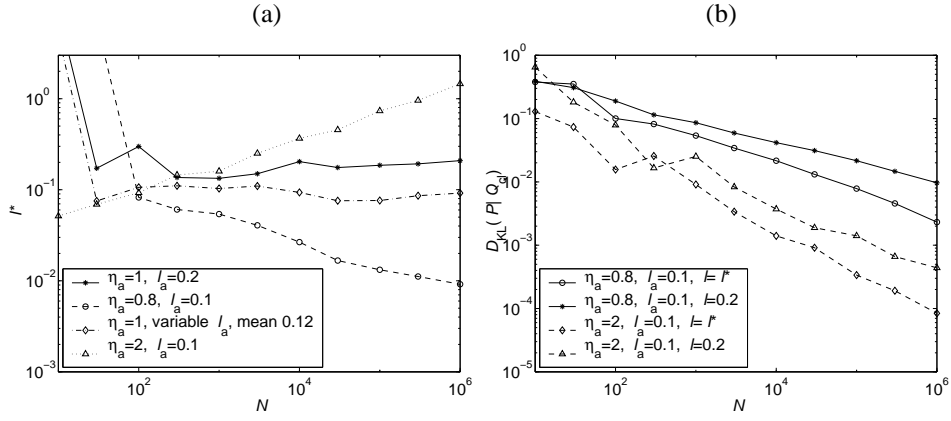 (a)
(b)
10^0
10^-1
10^-2
10^-3
l*
10^2
10^4
10^6
N
η_a=1, l_a=0.2
η_a=0.8, l_a=0.1
η_a=1, variable l_a, mean 0.12
η_a=2, l_a=0.1
10^0
10^-1
10^-2
10^-3
10^-4
10^-5
D_KL(P|Q_cl)
10^2
10^4
10^6
N
η_a=0.8, l_a=0.1, l=l*
η_a=0.8, l_a=0.1, l=0.2
η_a=2, l_a=0.1, l=l*
η_a=2, l_a=0.1, l=0.2